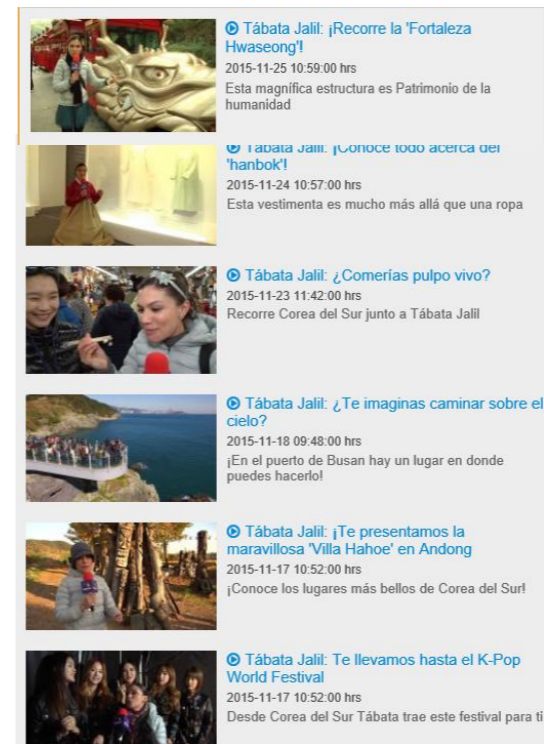 Tábata Jalil: ¡Recorre la 'Fortaleza
Hwaseong'!
2015-11-25 10:59:00 hrs
Esta magnífica estructura es Patrimonio de la
humanidad
Tábata Jalil: ¡Conoce todo acerca del
'hanbok'!
2015-11-24 10:57:00 hrs
Esta vestimenta es mucho más allá que una ropa
Tábata Jalil: ¿Comerías pulpo vivo?
2015-11-23 11:42:00 hrs
Recorre Corea del Sur junto a Tábata Jalil
Tábata Jalil: ¿Te imaginas caminar sobre el
cielo?
2015-11-18 09:48:00 hrs
¡En el puerto de Busan hay un lugar en donde
puedes hacerlo!
Tábata Jalil: ¡Te presentamos la
maravillosa 'Villa Hahoe' en Andong
2015-11-17 10:52:00 hrs
¡Conoce los lugares más bellos de Corea del Sur!
Tábata Jalil: Te llevamos hasta el K-Pop
World Festival
2015-11-17 10:52:00 hrs
Desde Corea del Sur Tábata trae este festival para ti